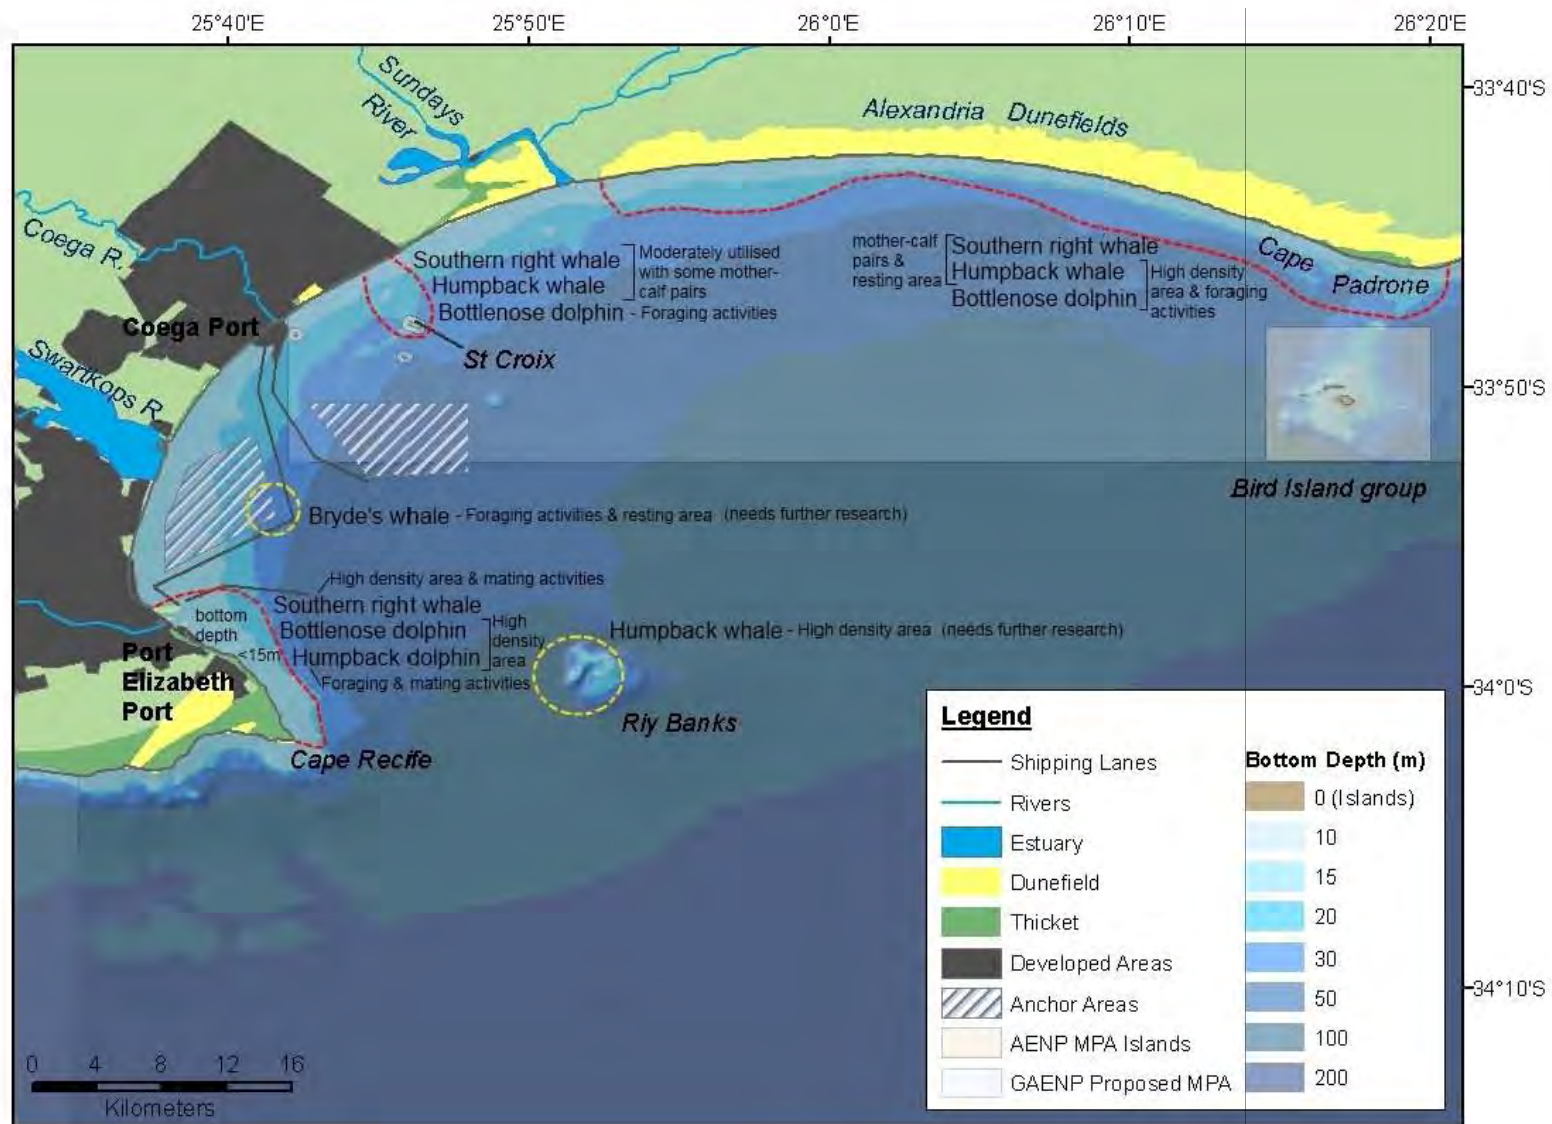 25°40'E
25°50'E
26°0'E
26°10'E
26°20'E
33°40'S
33°50'S
34°0'S
34°10'S
Sundays
River
Alexandria Dunefields
Coega R.
Southern right whale
Humpback whale
Bottlenose dolphin - Foraging activities
Moderately utilised
with some mother-
calf pairs
mother-calf
pairs &
resting area
Southern right whale
Humpback whale
Bottlenose dolphin
High density
area & foraging
activities
Cape
Padrone
Coega Port
St Croix
Swartkops R
Bird Island group
Bryde's whale - Foraging activities & resting area (needs further research)
High density area & mating activities
Southern right whale
Bottlenose dolphin
Humpback dolphin
High
density
area
Foraging & mating activities
bottom
depth
<15m
Humpback whale - High density area (needs further research)
Port
Elizabeth
Port
Riy Banks
Cape Recife
Legend
Shipping Lanes
Rivers
Estuary
Dunefield
Thicket
Developed Areas
Anchor Areas
AENP MPA Islands
GAENP Proposed MPA
Bottom Depth (m)
0 (Islands)
10
15
20
30
50
100
200
0 4 8 12 16
Kilometers